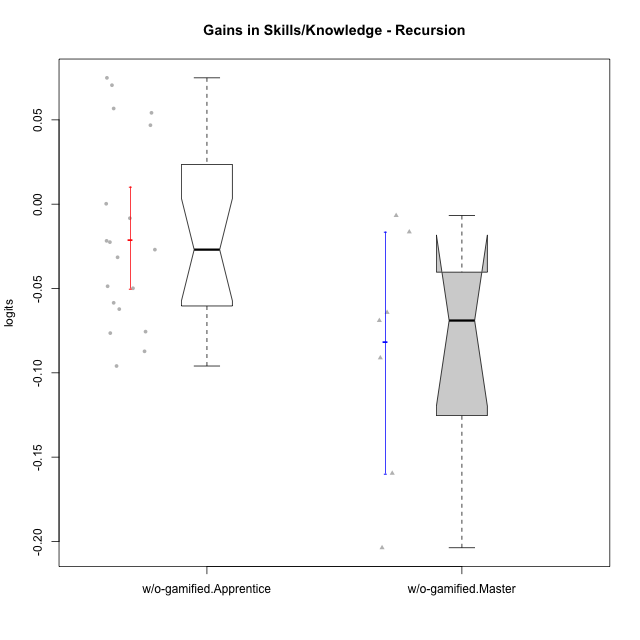 Gains in Skills/Knowledge - Recursion
logits
0.05
0.00
-0.05
-0.10
-0.15
-0.20
w/o-gamified.Apprentice w/o-gamified.Master